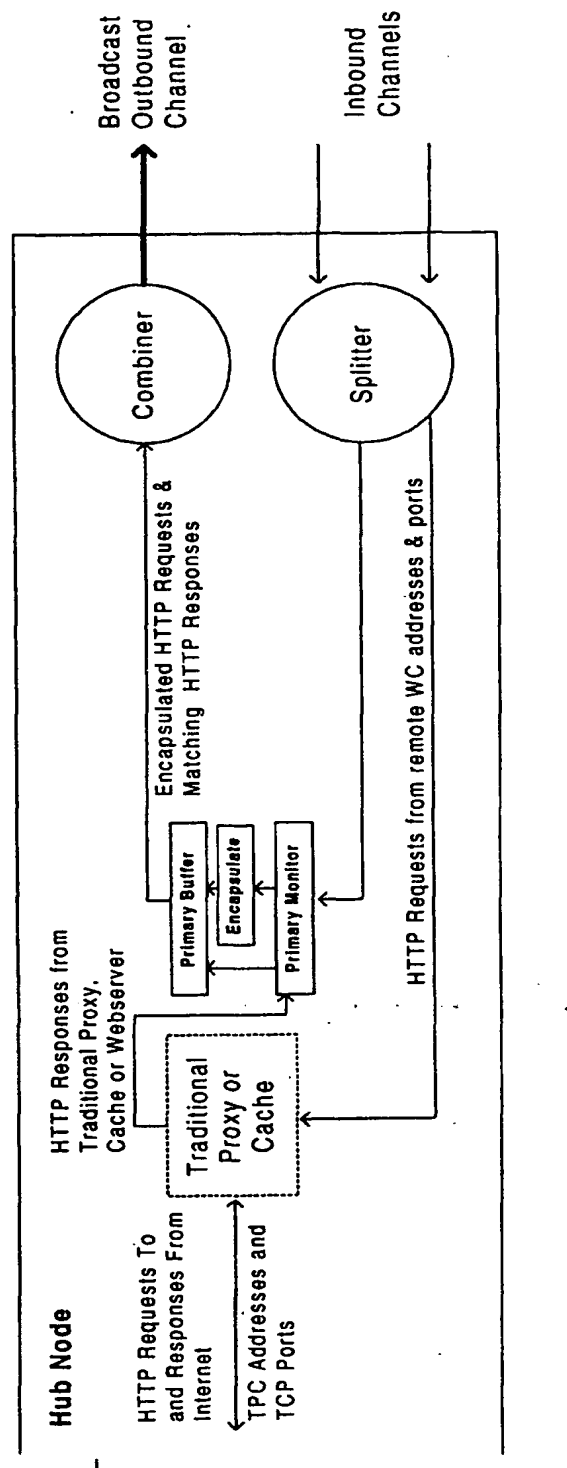 Hub Node
HTTP Requests To
and Responses From
Internet
TPC Addresses and
TCP Ports
HTTP Responses from
Traditional Proxy,
Cache or Webserver
Traditional
Proxy or
Cache
Primary Buffer
Encapsulate
Primary Monitor
Encapsulated HTTP Requests &
Matching HTTP Responses
HTTP Requests from remote WC addresses & ports
Combiner
Splitter
Broadcast
Outbound
Channel
Inbound
Channels